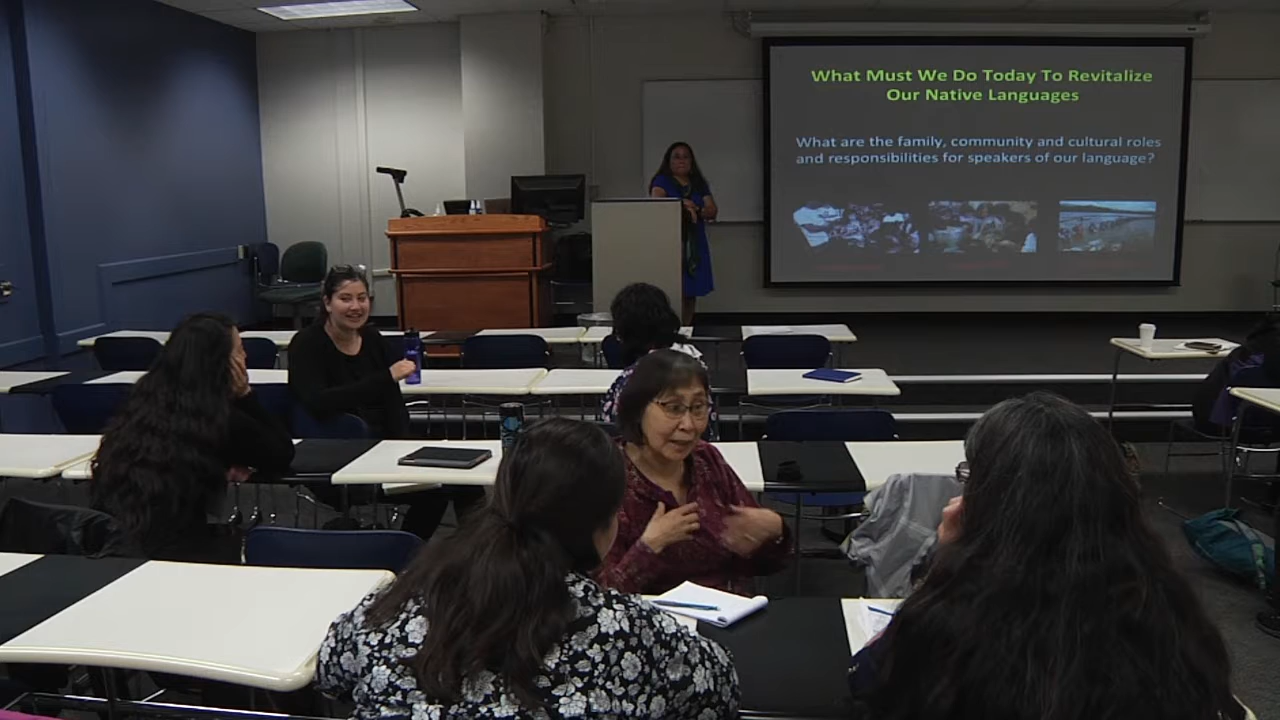 What Must We Do Today To Revitalize
Our Native Languages
What are the family, community and cultural roles
and responsibilities for speakers of our language?